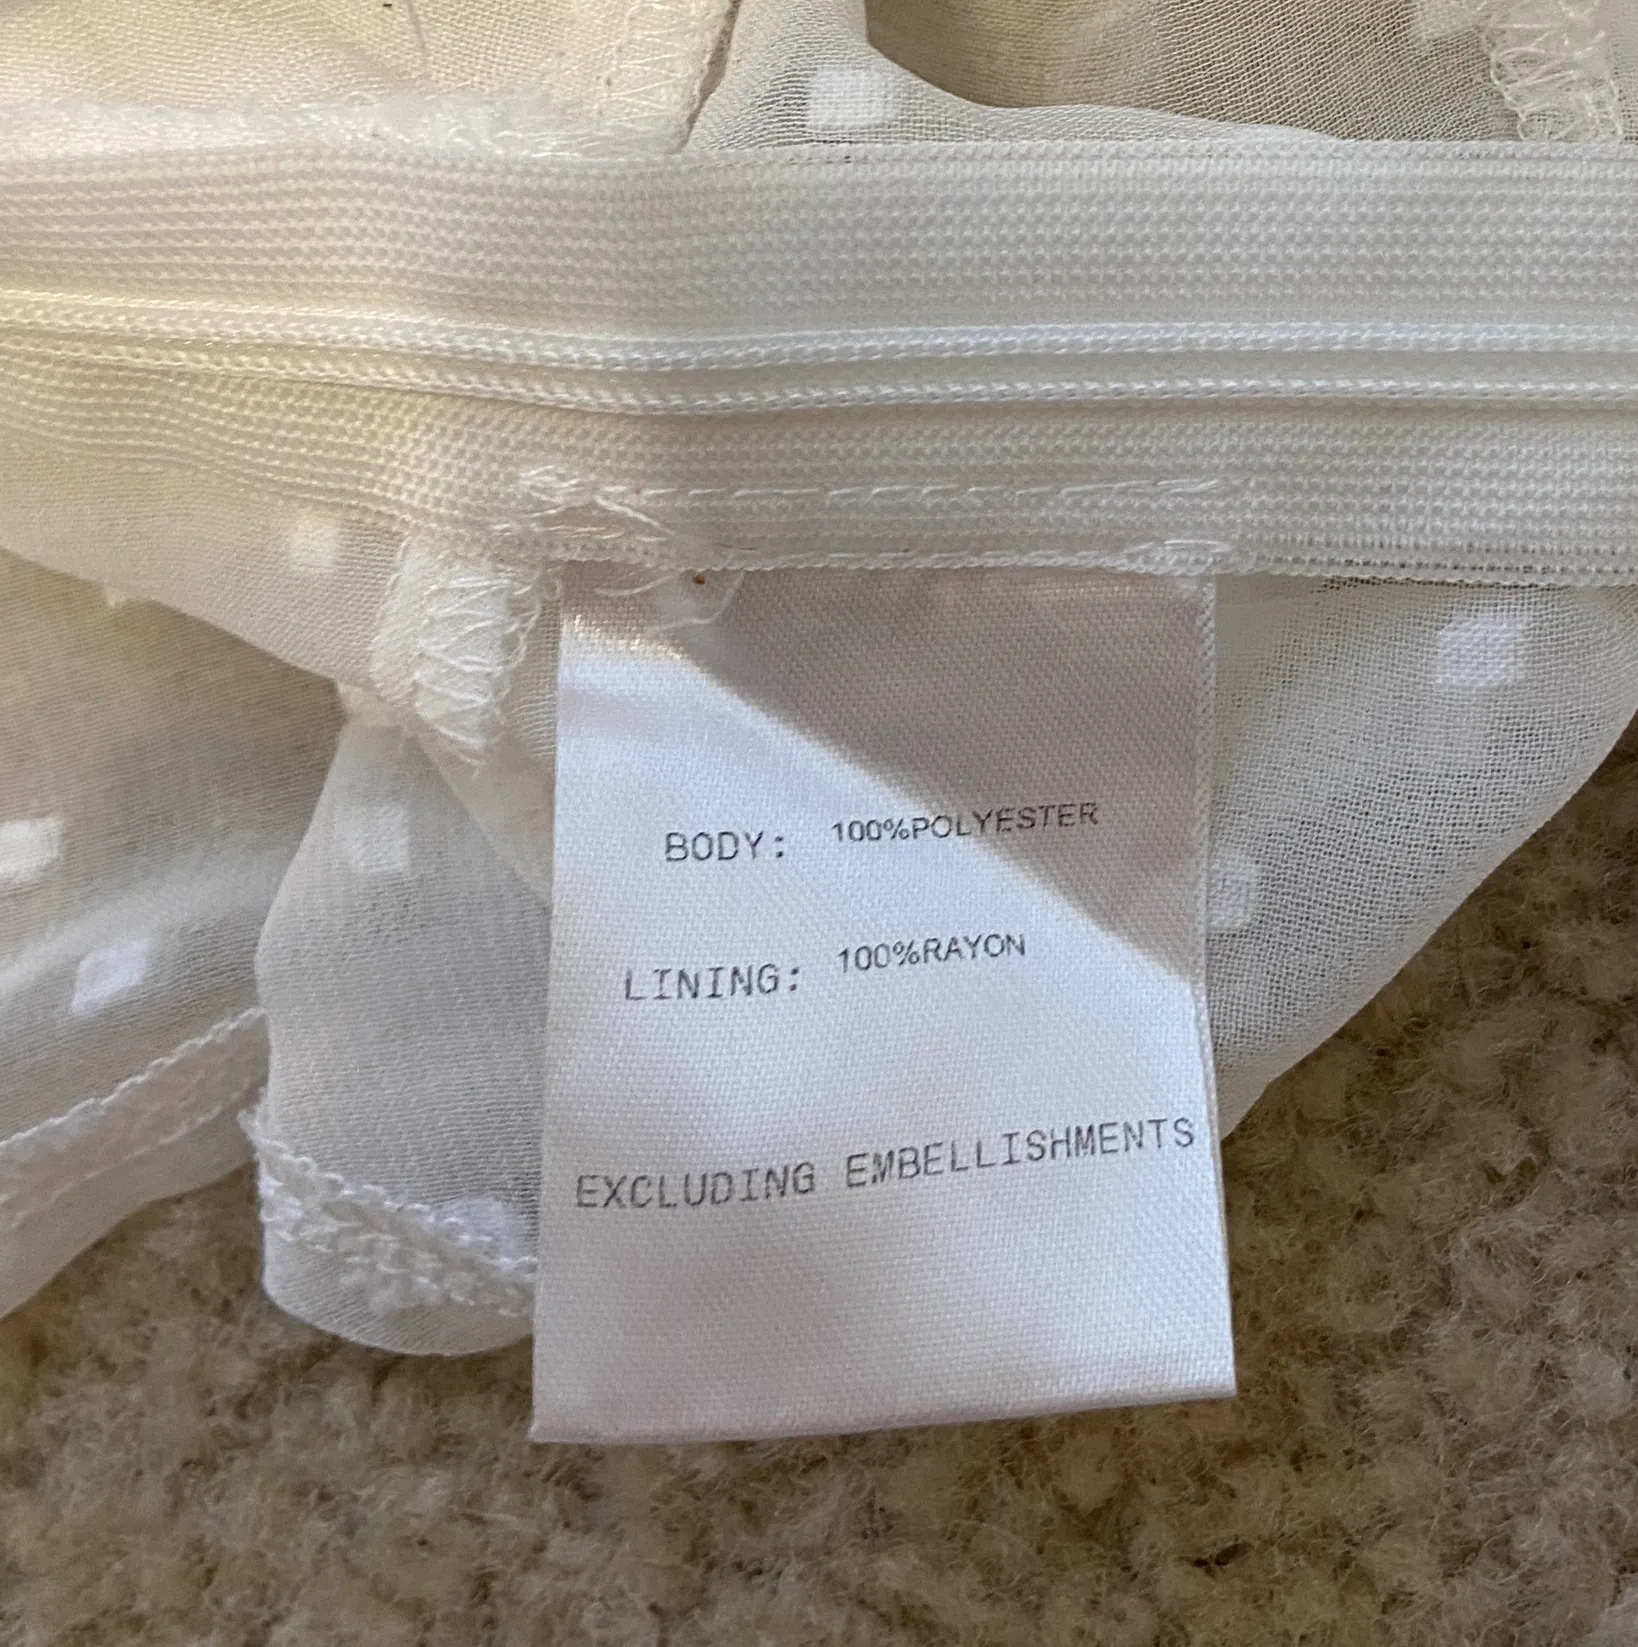 BODY: 100%POLYESTER
LINING: 100%RAYON
EXCLUDING EMBELLISHMENTS